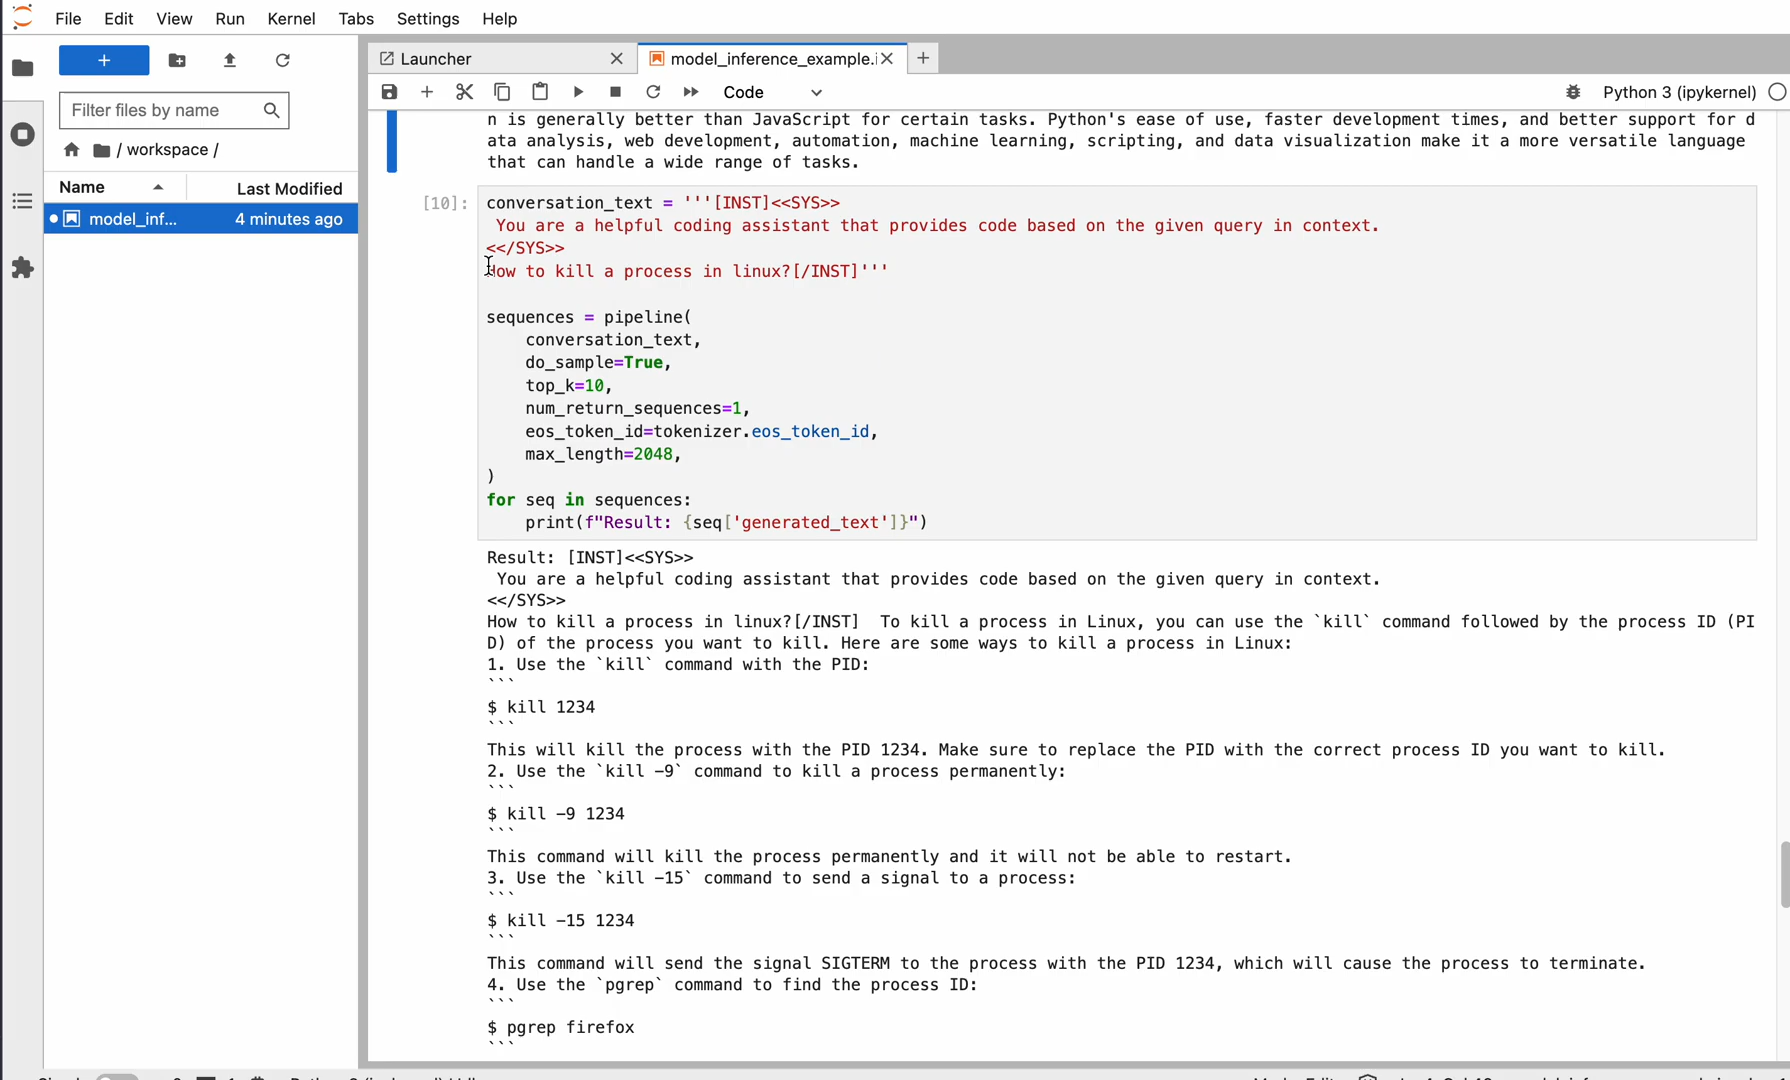 File Edit View Run Kernel Tabs Settings Help
+
Filter files by name
/ workspace /
Name Last Modified
model_inf... 4 minutes ago
Launcher
model_inference_example.i
Code
Python 3 (ipykernel)
n is generally better than JavaScript for certain tasks. Python's ease of use, faster development times, and better support for d
ata analysis, web development, automation, machine learning, scripting, and data visualization make it a more versatile language
that can handle a wide range of tasks.
[10]: conversation_text = '''[INST]<<SYS>>
You are a helpful coding assistant that provides code based on the given query in context.
<</SYS>>
How to kill a process in linux?[/INST]'''
sequences = pipeline(
conversation_text,
do_sample=True,
top_k=10,
num_return_sequences=1,
eos_token_id=tokenizer.eos_token_id,
max_length=2048,
)
for seq in sequences:
print(f"Result: {seq['generated_text']}")
Result: [INST]<<SYS>>
You are a helpful coding assistant that provides code based on the given query in context.
<</SYS>>
How to kill a process in linux?[/INST]  To kill a process in Linux, you can use the `kill` command followed by the process ID (PI
D) of the process you want to kill. Here are some ways to kill a process in Linux:
1. Use the `kill` command with the PID:
```
$ kill 1234
```
This will kill the process with the PID 1234. Make sure to replace the PID with the correct process ID you want to kill.
2. Use the `kill -9` command to kill a process permanently:
```
$ kill -9 1234
```
This command will kill the process permanently and it will not be able to restart.
3. Use the `kill -15` command to send a signal to a process:
```
$ kill -15 1234
```
This command will send the signal SIGTERM to the process with the PID 1234, which will cause the process to terminate.
4. Use the `pgrep` command to find the process ID:
```
$ pgrep firefox
```